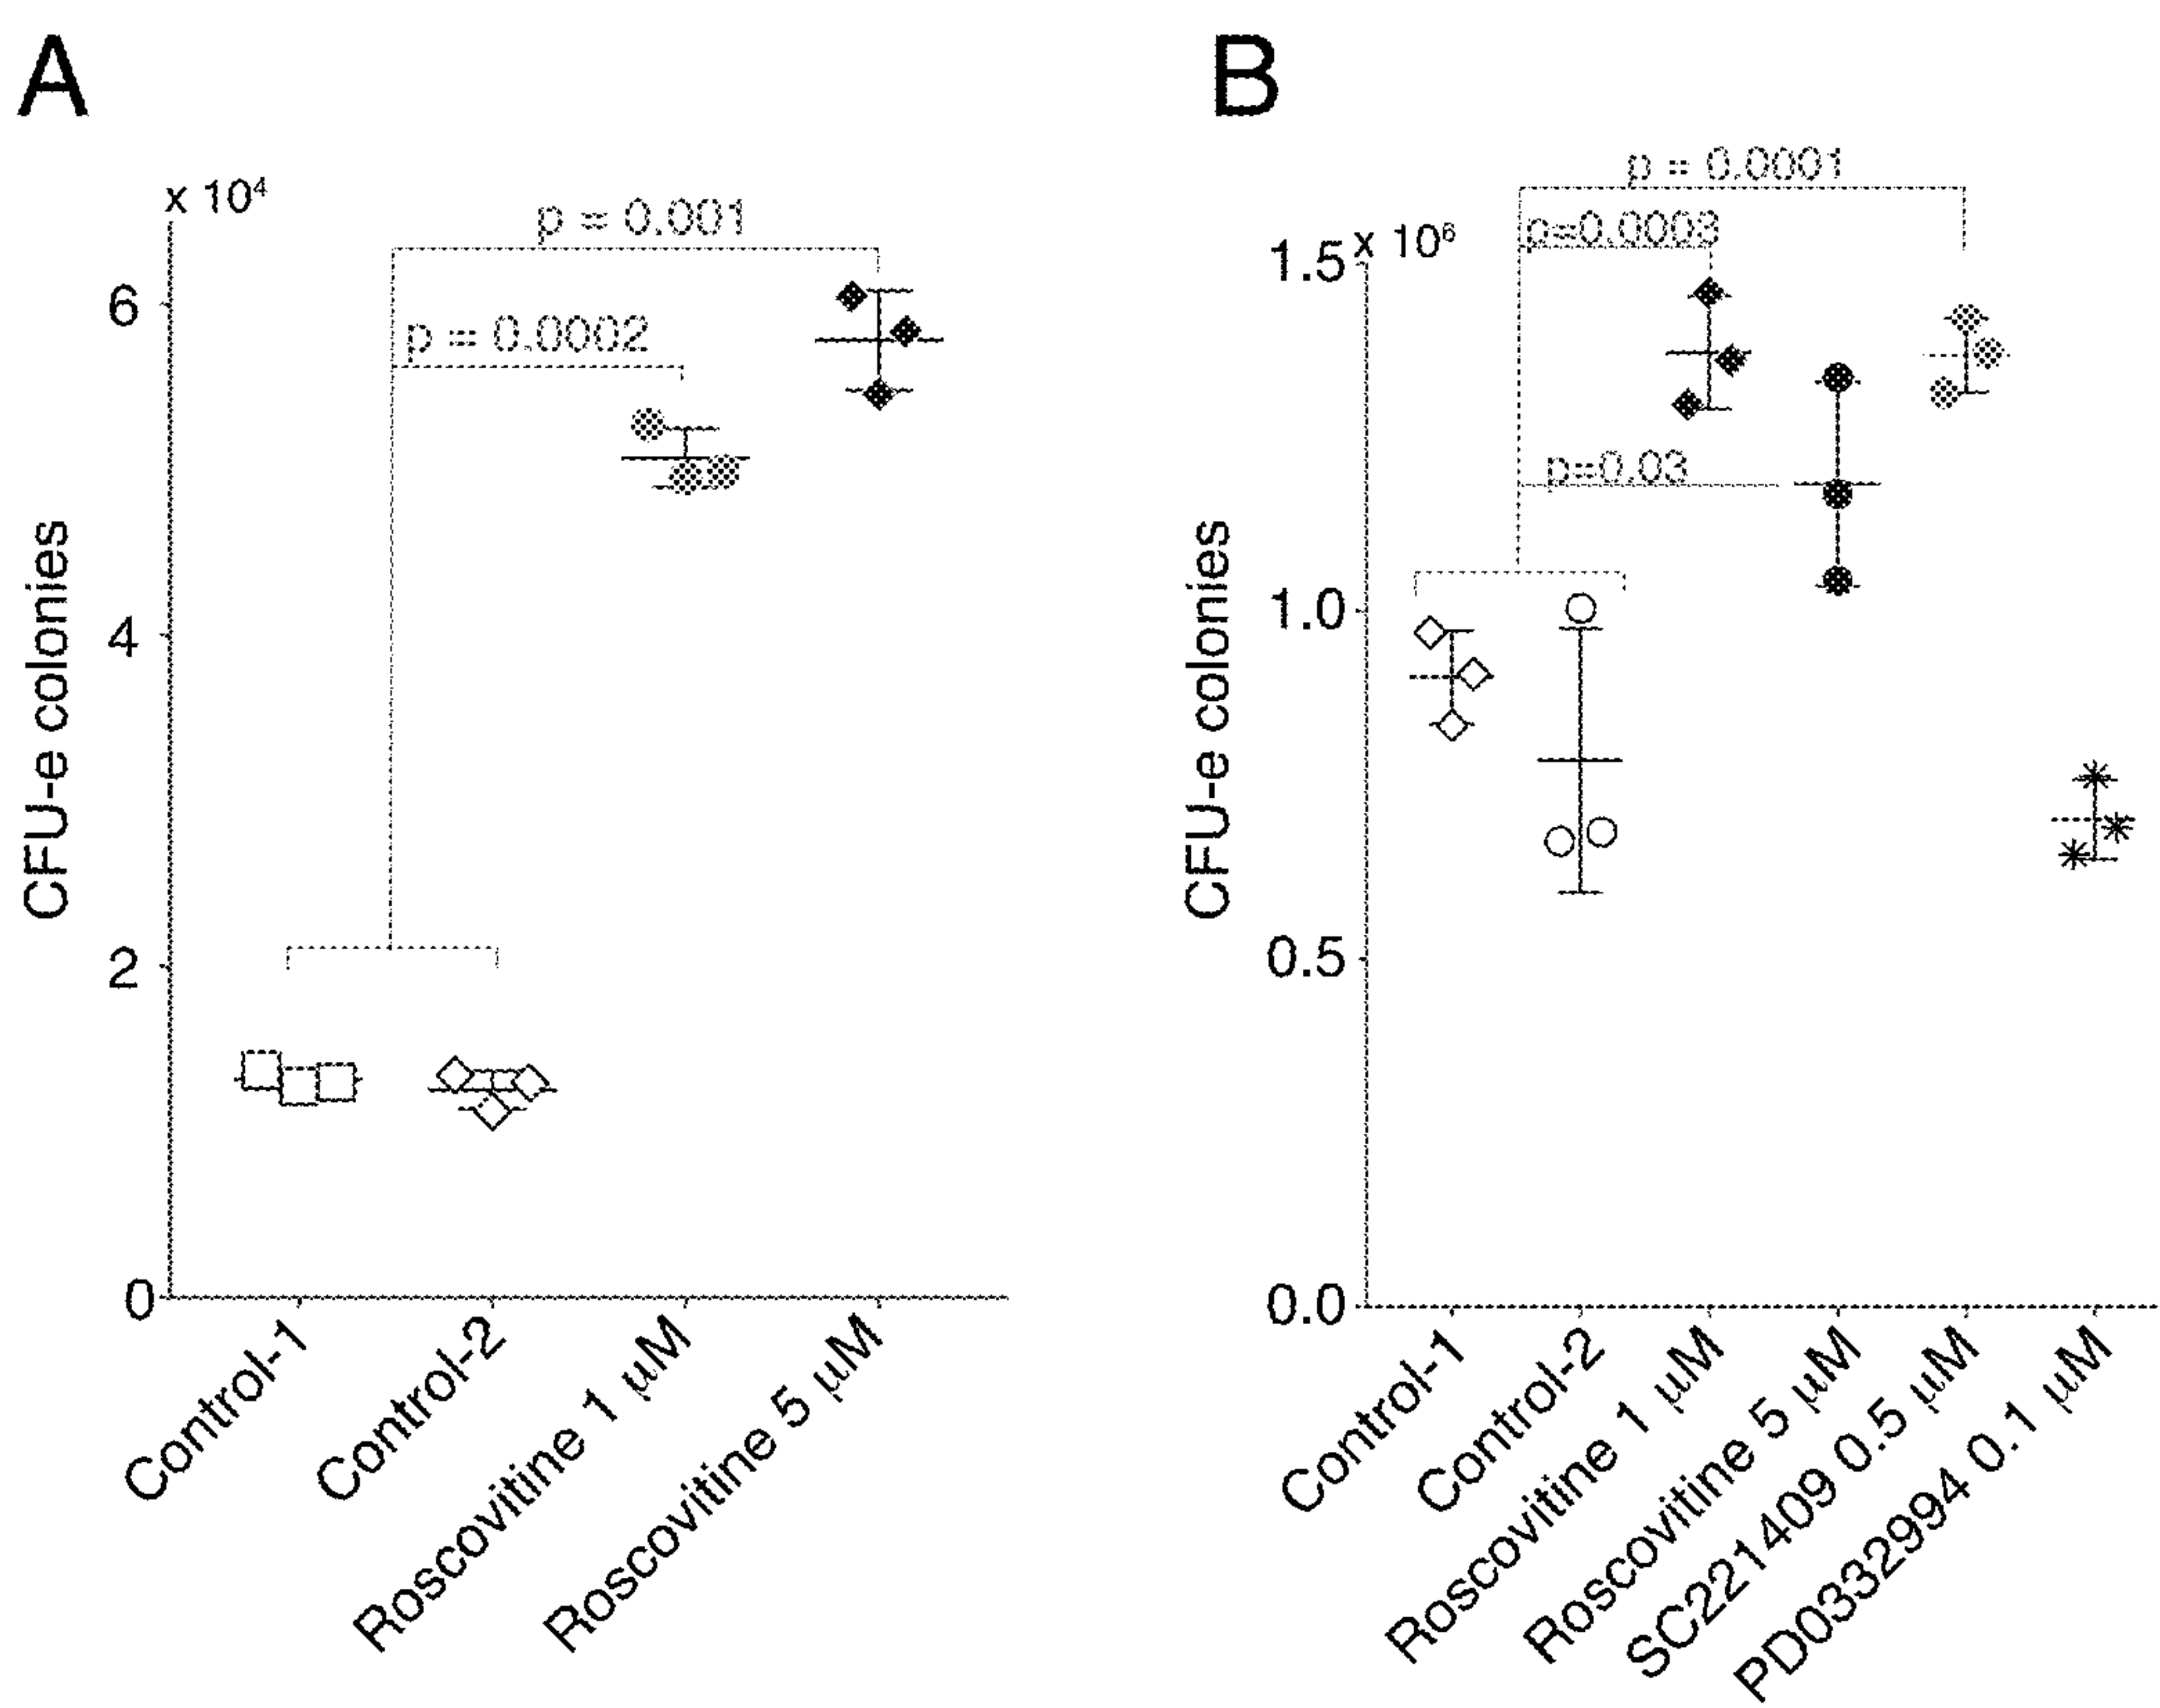 A
x 10⁴
p = 0.001
p = 0.0002
6
4
2
0
CFU-e colonies
Control-1
Control-2
Roscovitine 1 μM
Roscovitine 5 μM
B
x 10⁶
p = 0.0001
p=0.0003
p=0.03
1.5
1.0
0.5
0.0
CFU-e colonies
Control-1
Control-2
Roscovitine 1 μM
Roscovitine 5 μM
SC221409 0.5 μM
PD0332994 0.1 μM